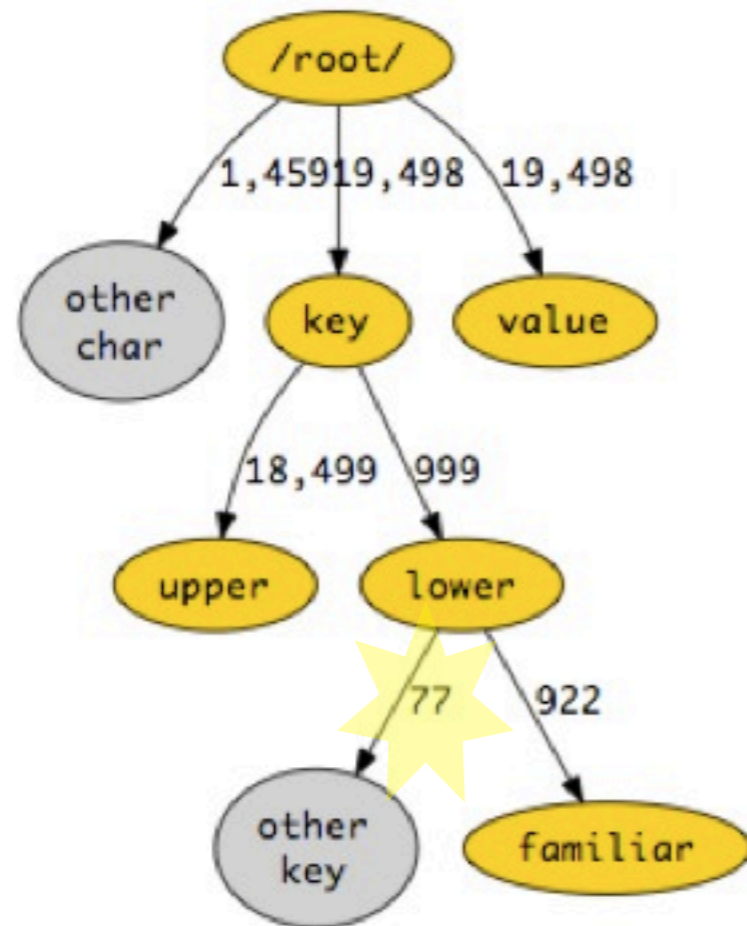 /root/
1,459
19,498
19,498
other
char
key
value
18,499
999
upper
lower
77
922
other
key
familiar